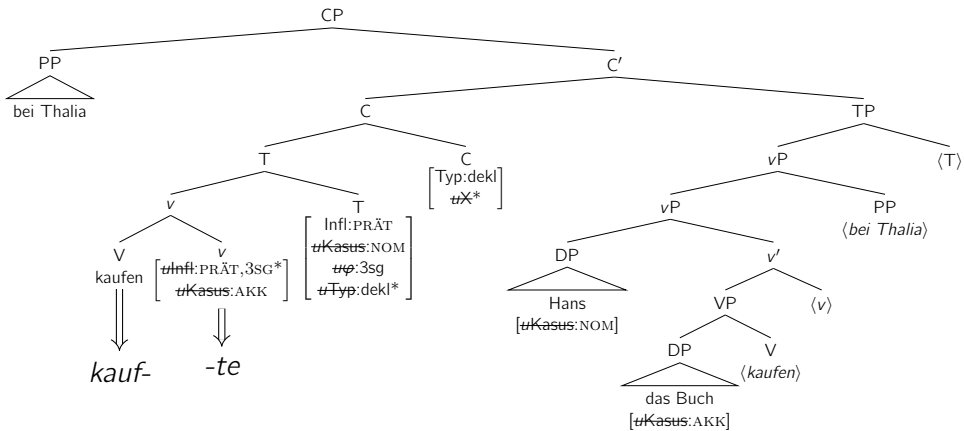 CP
PP C′
bei Thalia
C TP
T C vP ⟨T⟩
[Typ:dekl
uX*]
v T vP PP
⟨bei Thalia⟩
V v
kaufen
[uInfl:PRÄT,3SG*
uKasus:AKK]
[Infl:PRÄT
uKasus:NOM
uφ:3sg
uTyp:dekl*]
DP v′
Hans
[uKasus:NOM]
VP ⟨v⟩
kauf- -te
DP V
⟨kaufen⟩
das Buch
[uKasus:AKK]